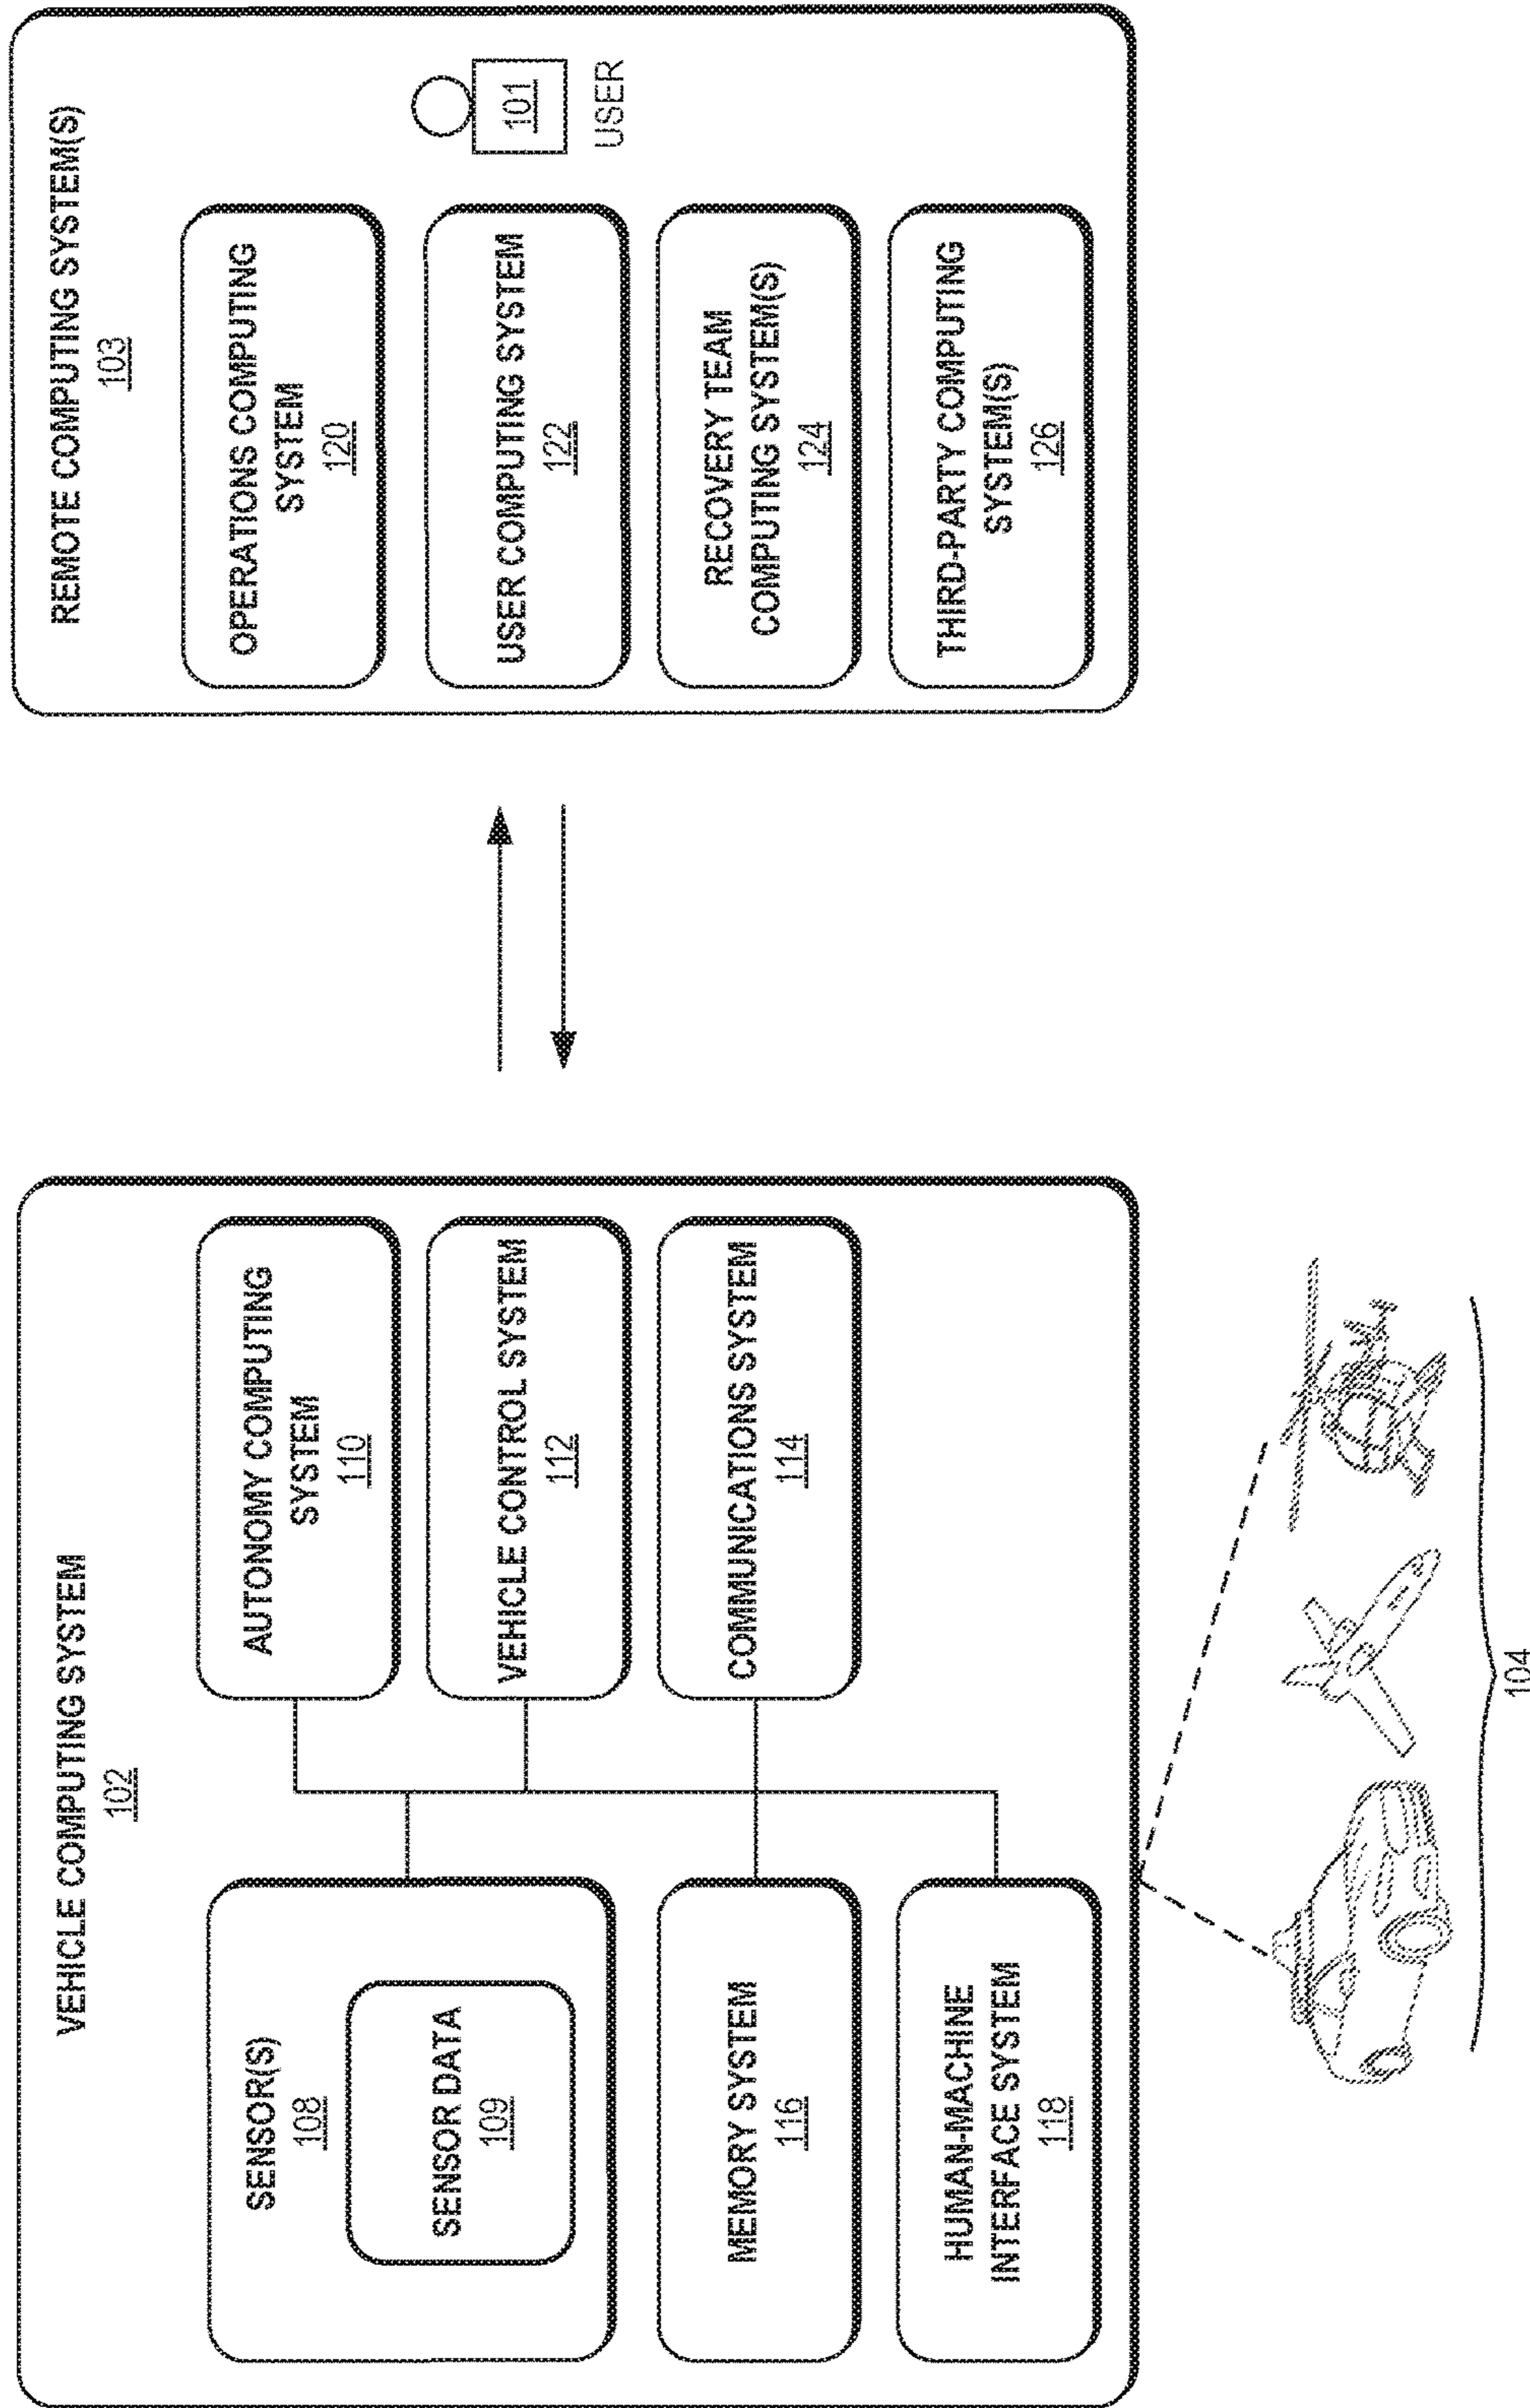 VEHICLE COMPUTING SYSTEM
102
SENSOR(S)
108
SENSOR DATA
109
MEMORY SYSTEM
116
HUMAN-MACHINE
INTERFACE SYSTEM
118
AUTONOMY COMPUTING
SYSTEM
110
VEHICLE CONTROL SYSTEM
112
COMMUNICATIONS SYSTEM
114
104
REMOTE COMPUTING SYSTEM(S)
103
OPERATIONS COMPUTING
SYSTEM
120
USER COMPUTING SYSTEM
122
RECOVERY TEAM
COMPUTING SYSTEM(S)
124
THIRD-PARTY COMPUTING
SYSTEM(S)
126
101
USER